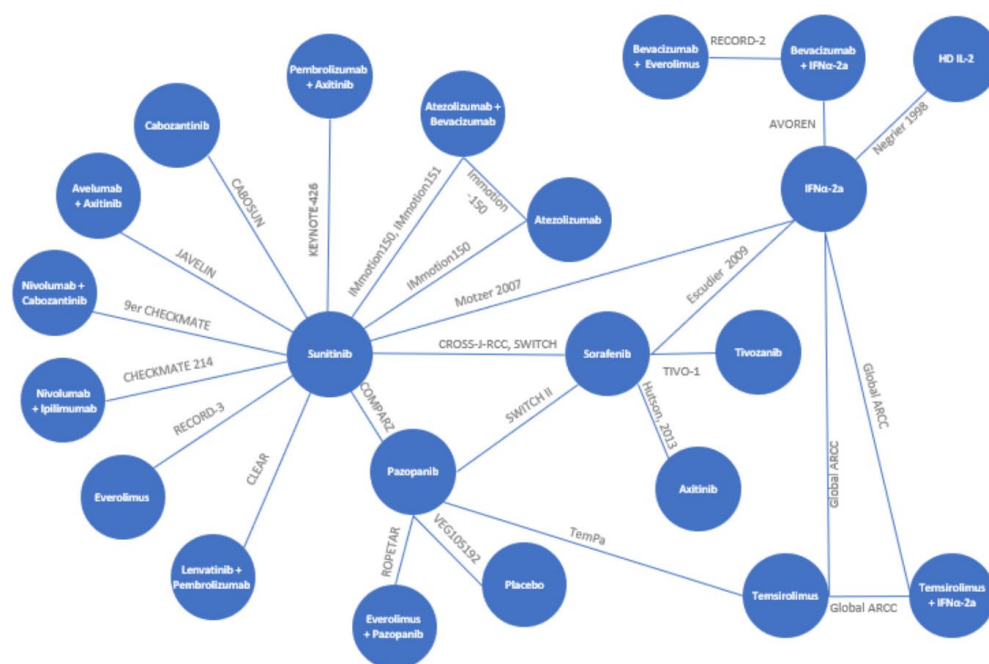 Bevacizumab
+ Everolimus
RECORD-2
Bevacizumab
+ IFNα-2a
HD IL-2
Pembrolizumab
+ Axitinib
Atezolizumab +
Bevacizumab
Cabozantinib
AVOREN
Negrier 1998
IFNα-2a
Avelumab
+ Axitinib
CABOSUN
KEYNOTE-426
IMmotion150, IMmotion151
Immotion
-150
Atezolizumab
JAVELIN
IMmotion150
Motzer 2007
Escudier 2009
Nivolumab +
Cabozantinib
9er CHECKMATE
Sunitinib
CROSS-J-RCC, SWITCH
Sorafenib
Tivozanib
TIVO-1
CHECKMATE 214
Nivolumab
+ Ipilimumab
RECORD-3
COMPARZ
SWITCH II
Hutson, 2013
Global ARCC
Global ARCC
CLEAR
Pazopanib
Axitinib
Everolimus
TemPa
VEG105192
ROPETAR
Lenvatinib +
Pembrolizumab
Placebo
Temsirolimus
Global ARCC
Temsirolimus
+ IFNα-2a
Everolimus
+ Pazopanib